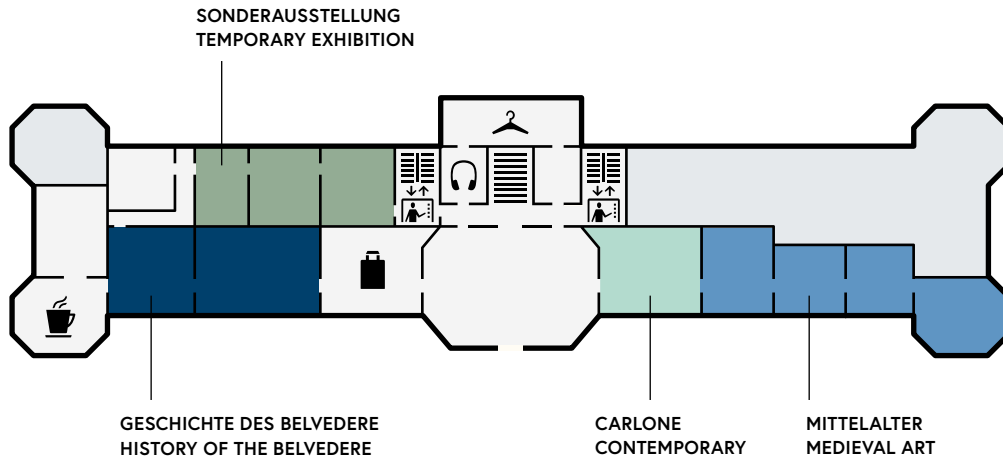 SONDERAUSSTELLUNG
TEMPORARY EXHIBITION
GESCHICHTE DES BELVEDERE
HISTORY OF THE BELVEDERE
CARLONE
CONTEMPORARY
MITTELALTER
MEDIEVAL ART